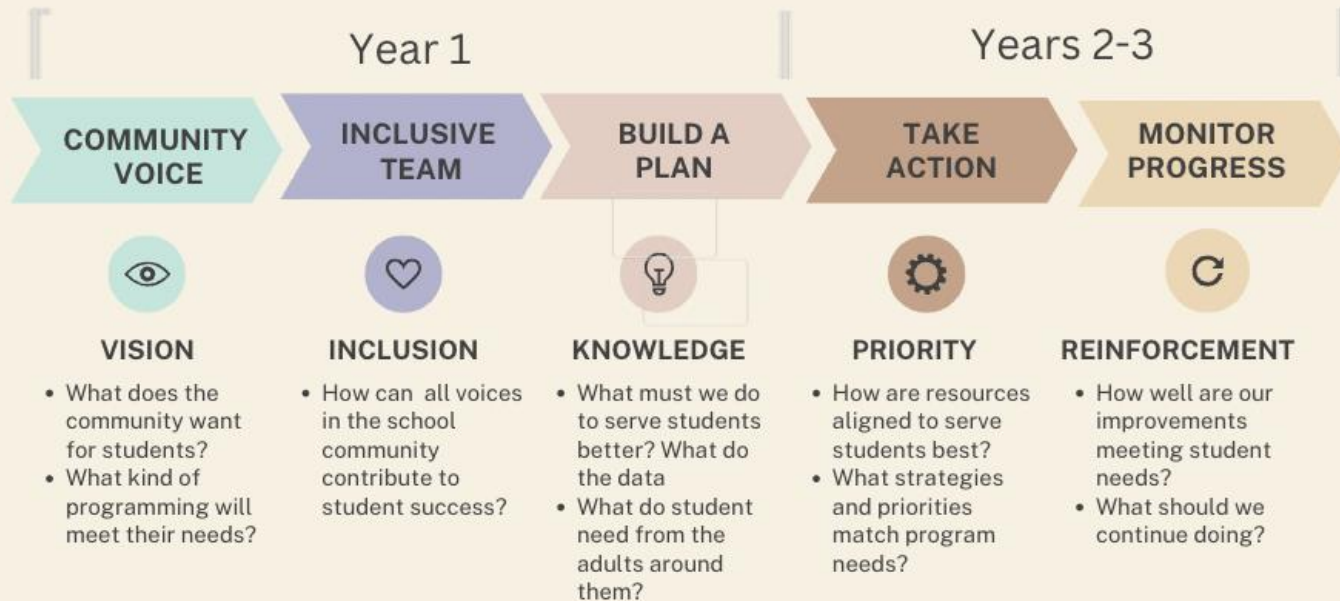 Year 1
Years 2-3
COMMUNITY
VOICE
INCLUSIVE
TEAM
BUILD A
PLAN
TAKE
ACTION
MONITOR
PROGRESS
VISION
• What does the
community want
for students?
• What kind of
programming will
meet their needs?
INCLUSION
• How can  all voices
in the school
community
contribute to
student success?
KNOWLEDGE
• What must we do
to serve students
better? What do
the data
• What do student
need from the
adults around
them?
PRIORITY
• How are resources
aligned to serve
students best?
• What strategies
and priorities
match program
needs?
REINFORCEMENT
• How well are our
improvements
meeting student
needs?
• What should we
continue doing?